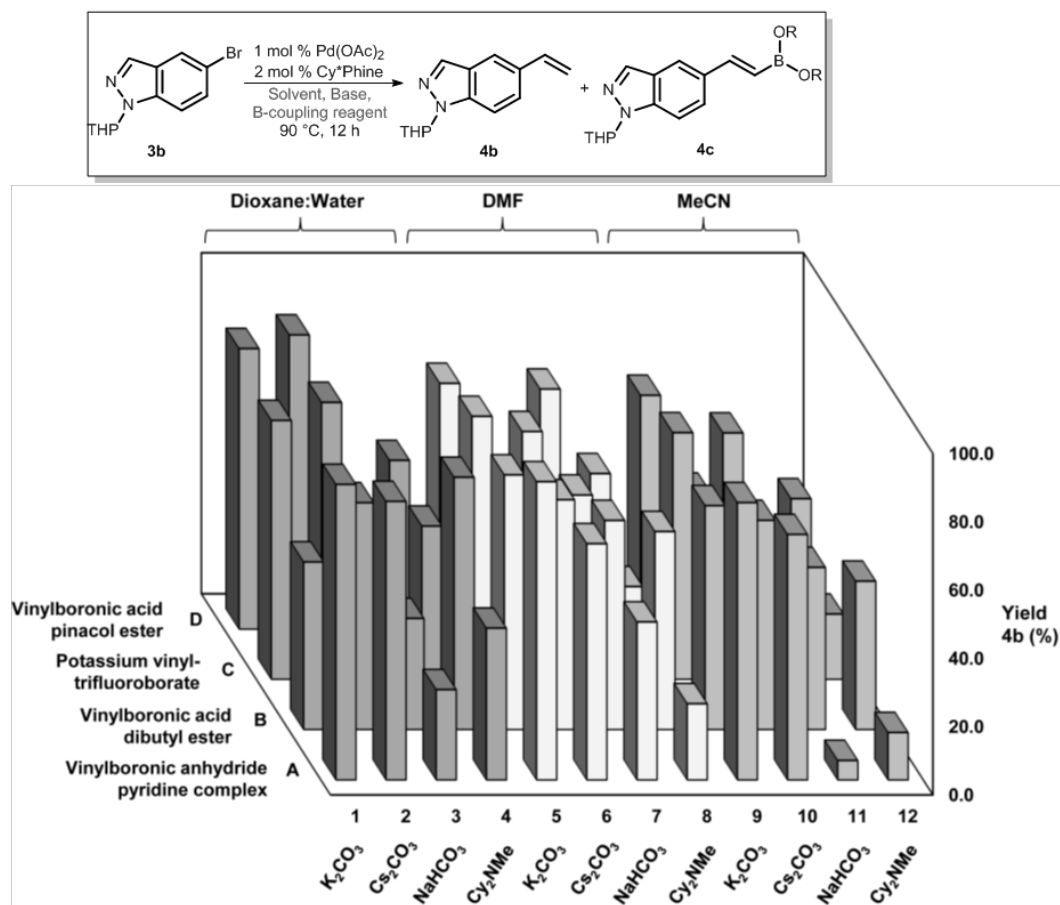 Br
N
N
THP
3b
1 mol % Pd(OAc)₂
2 mol % Cy*Phine
Solvent, Base,
B-coupling reagent
90 °C, 12 h
N
N
THP
4b
+
N
N
THP
OR
B
OR
4c
Dioxane:Water
DMF
MeCN
100.0
80.0
60.0
40.0
20.0
0.0
Yield
4b (%)
Vinylboronic acid
pinacol ester
D
Potassium vinyl-
trifluoroborate
C
Vinylboronic acid
dibutyl ester
B
Vinylboronic anhydride
pyridine complex
A
1 2 3 4 5 6 7 8 9 10 11 12
K₂CO₃
Cs₂CO₃
NaHCO₃
Cy₂NMe
K₂CO₃
Cs₂CO₃
NaHCO₃
Cy₂NMe
K₂CO₃
Cs₂CO₃
NaHCO₃
Cy₂NMe